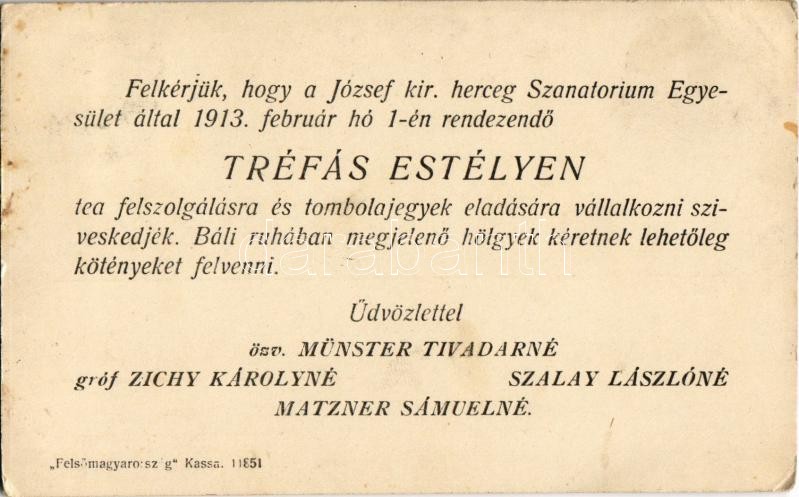 Felkérjük, hogy a József kir. herceg Szanatorium Egye-
sület által 1913. február hó 1-én rendezendő
TRÉFÁS ESTÉLYEN
tea felszolgálásra és tombolajegyek eladására vállalkozni szi-
veskedjék. Báli ruhában megjelenő hölgyek kéretnek lehetőleg
kötényeket felvenni.
darabanth
Üdvözlettel
özv. MÜNSTER TIVADARNÉ
gróf ZICHY KÁROLYNÉ SZALAY LÁSZLÓNÉ
MATZNER SÁMUELNÉ.
„Felsőmagyarország" Kassa. 11851